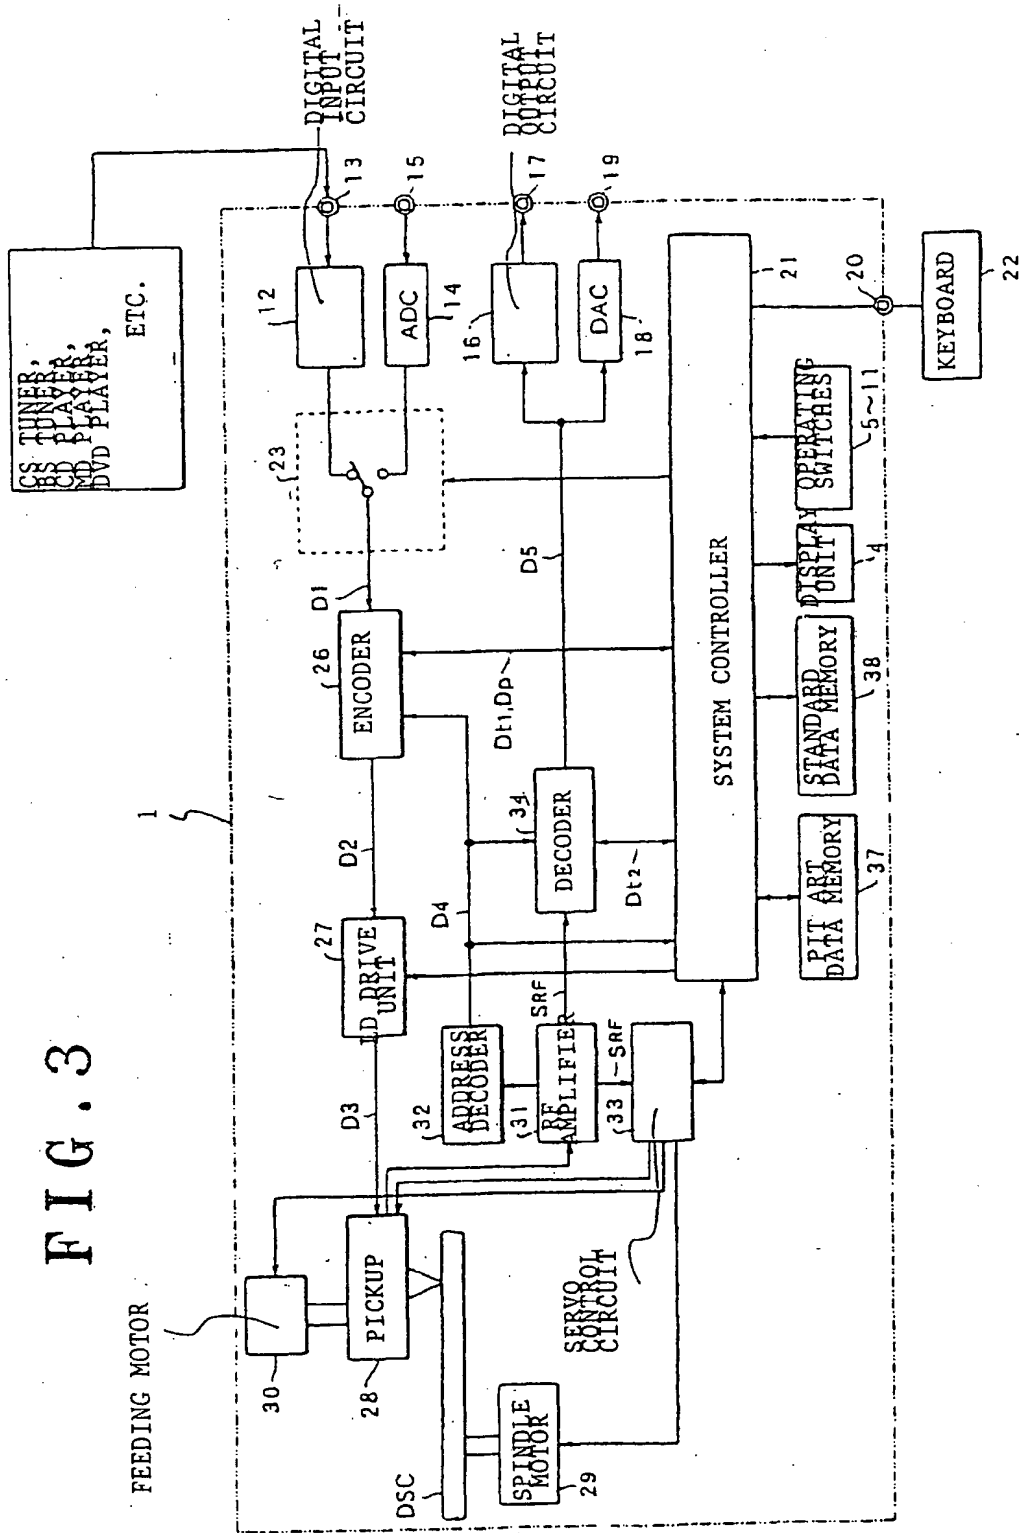 FIG. 3
CS TUNER,
BS TUNER,
CD PLAYER,
MD PLAYER,
DVD PLAYER,
ETC.
DIGITAL
INPUT
CIRCUIT
13
15
DIGITAL
OUTPUT
CIRCUIT
17
19
12
ADC
14
16
DAC
18
23
D1
D5
1
26
ENCODER
Dt1,Dp
D2
34
DECODER
Dt2
D4
27
LD DRIVE
UNIT
D3
32
ADDRESS
DECODER
31
RF
AMPLIFIER
SRF
SRF
33
SERVO
CONTROL
CIRCUIT
FEEDING MOTOR
30
PICKUP
28
DSC
SPINDLE
MOTOR
29
SYSTEM CONTROLLER
21
20
KEYBOARD
22
OPERATING
SWITCHES
5~11
DISPLAY
UNIT
4
STANDARD
DATA MEMORY
38
PIT ART
DATA MEMORY
37